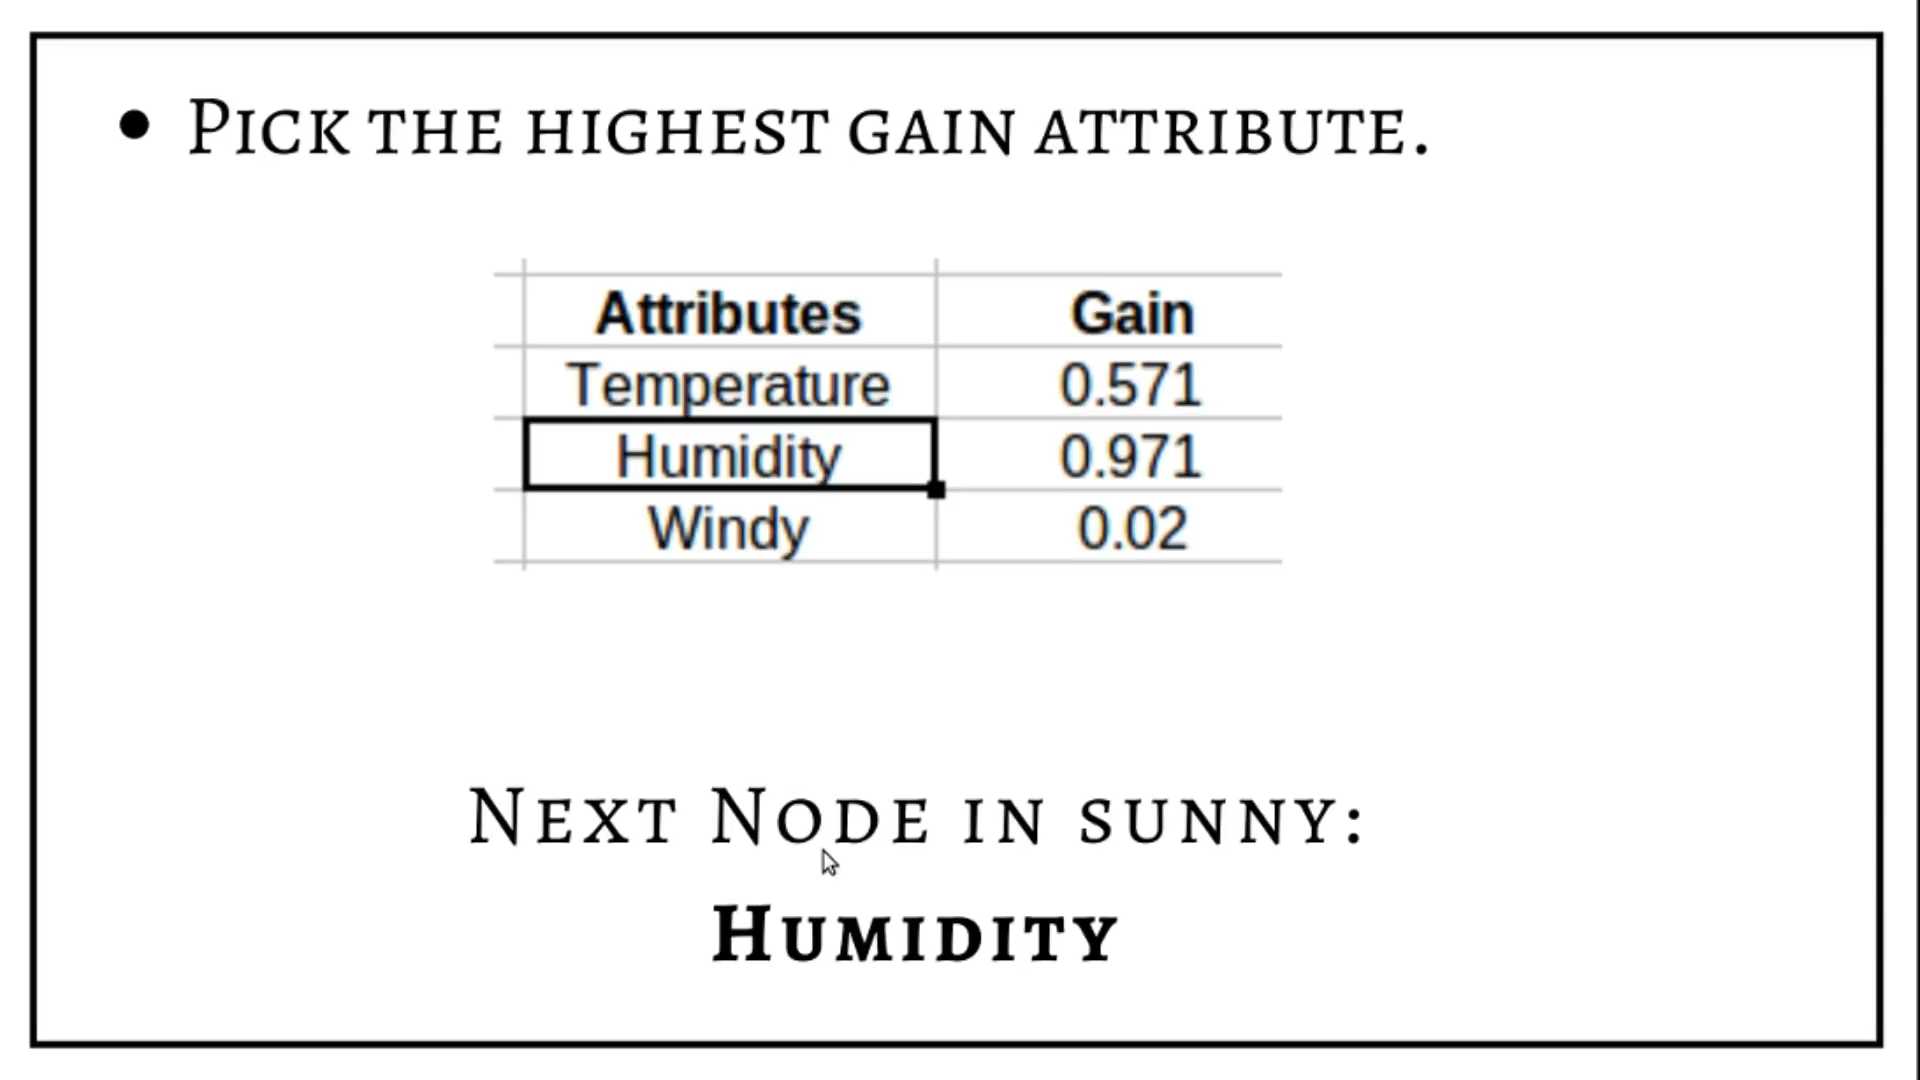 • Pick the highest gain attribute.
Attributes Gain
Temperature 0.571
Humidity 0.971
Windy 0.02
Next Node in sunny:
Humidity